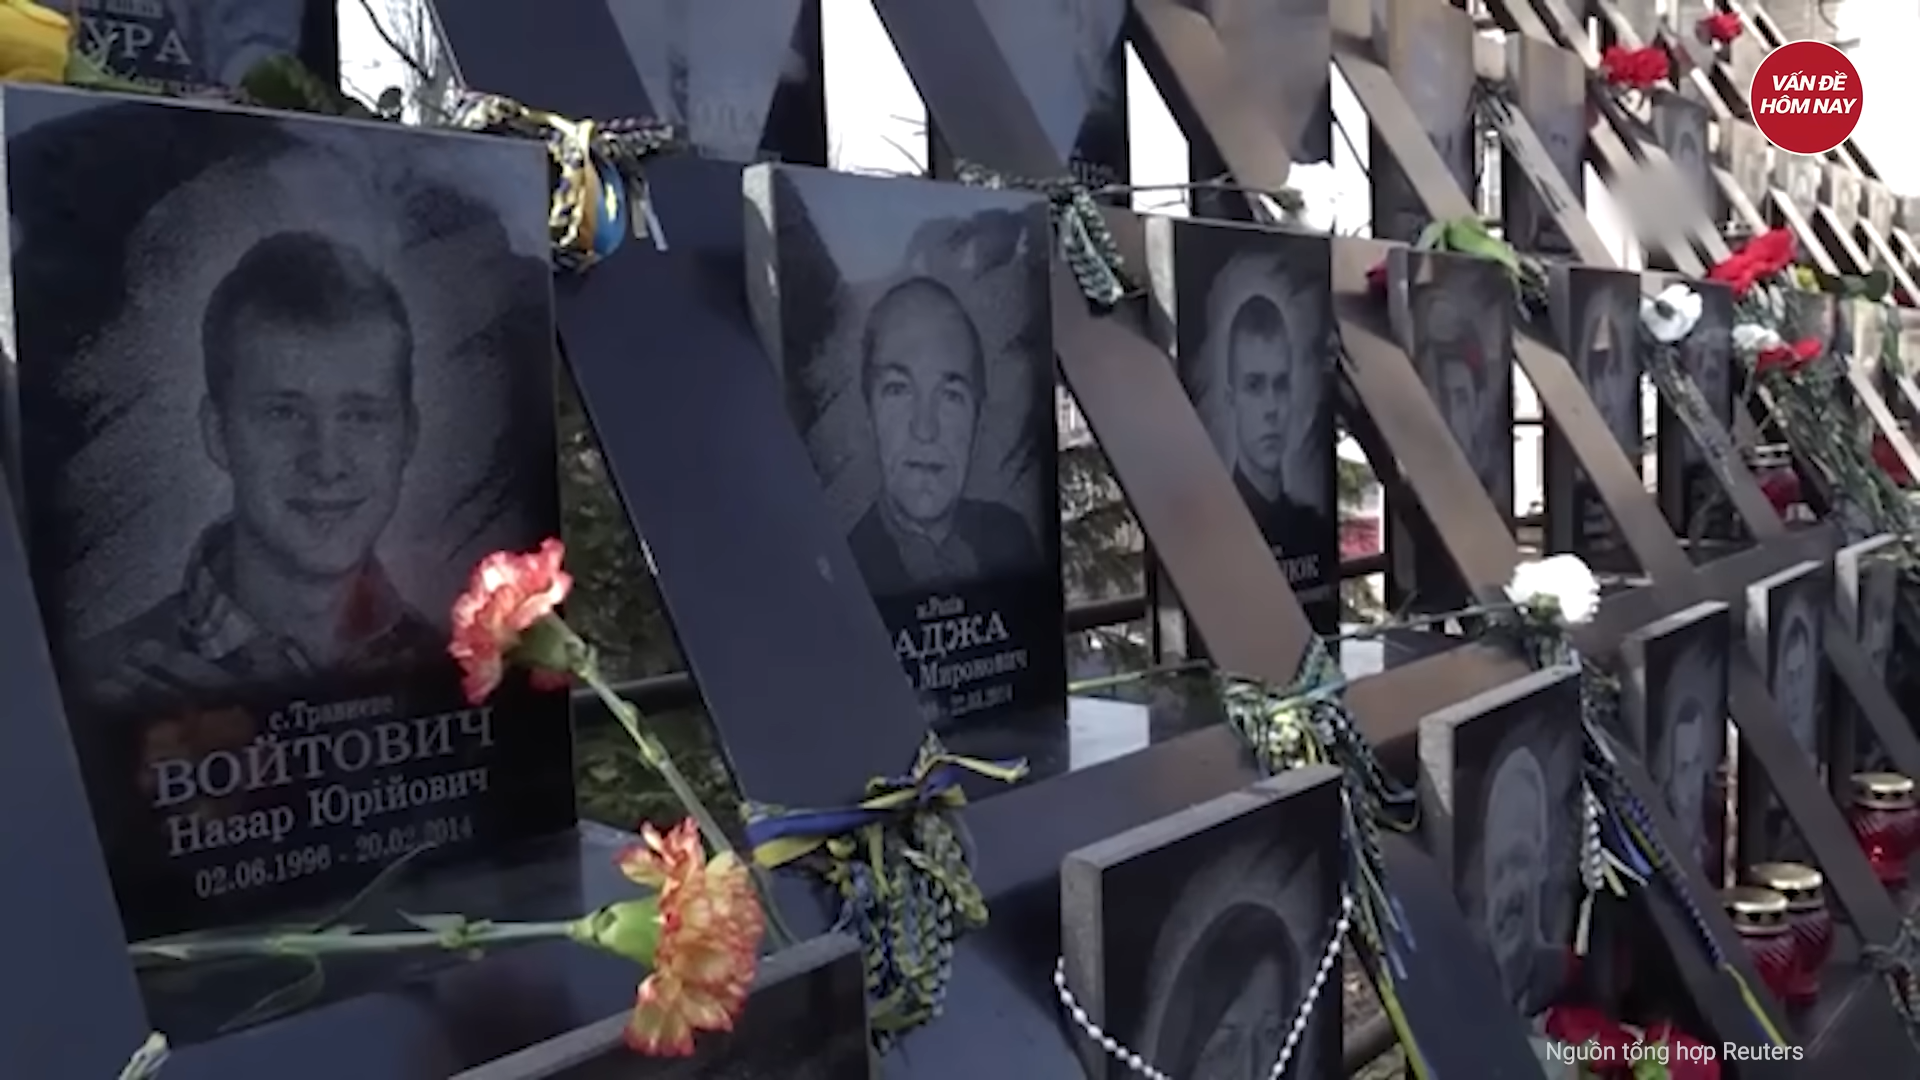 УРА
VẤN ĐỀ
HÔM NAY
с.Травневе
ВОЙТОВИЧ
Назар Юрійович
02.06.1996 - 20.02.2014
м.Рахів
АДЖА
Миронович
ЮК
Nguồn tổng hợp Reuters